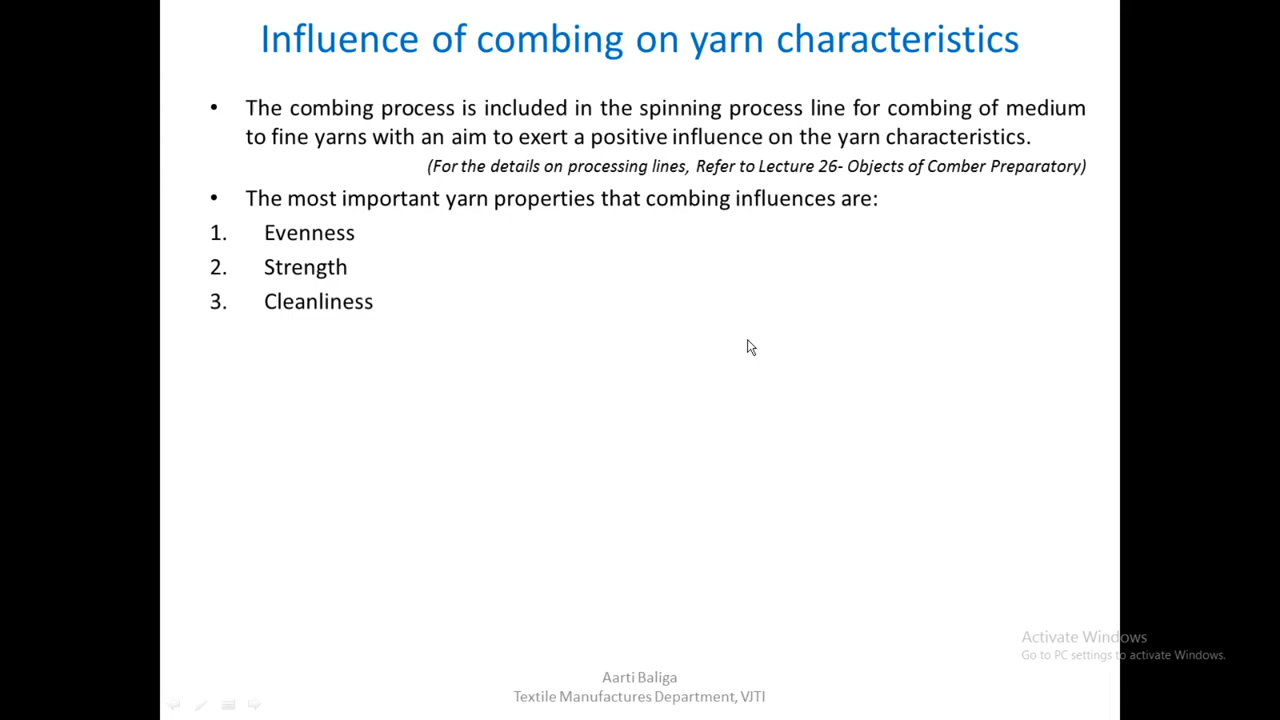 Influence of combing on yarn characteristics
• The combing process is included in the spinning process line for combing of medium
to fine yarns with an aim to exert a positive influence on the yarn characteristics.
(For the details on processing lines, Refer to Lecture 26- Objects of Comber Preparatory)
• The most important yarn properties that combing influences are:
1. Evenness
2. Strength
3. Cleanliness
Activate Windows
Go to PC settings to activate Windows.
Aarti Baliga
Textile Manufactures Department, VJTI